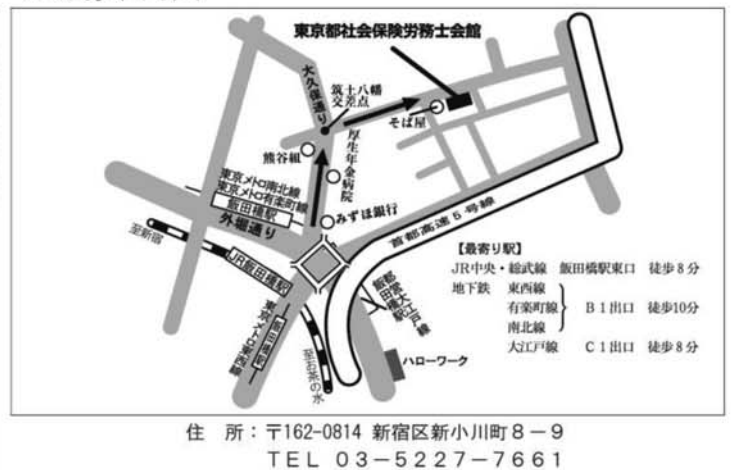 東京都社会保険労務士会館
大久保通り
筑土八幡
交差点
そば屋
熊谷組
厚生年金病院
東京メトロ南北線
東京メトロ有楽町線
飯田橋駅
外堀通り
みずほ銀行
至新宿
JR飯田橋駅
首都高速5号線
飯田橋駅
都営大江戸線
飯田橋駅
東京メトロ東西線
至お茶の水
ハローワーク
【最寄り駅】
JR中央・総武線 飯田橋駅東口 徒歩8分
地下鉄 東西線
有楽町線 B1出口 徒歩10分
南北線
大江戸線 C1出口 徒歩8分
住 所：〒162-0814 新宿区新小川町8－9
TEL 03－5227－7661